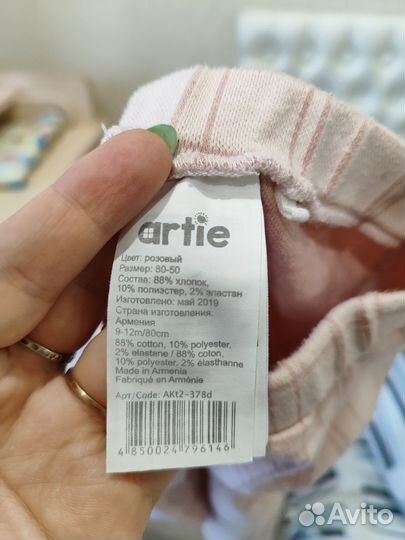 artie
Цвет: розовый
Размер: 80-50
Состав: 88% хлопок,
10% полиэстер, 2% эластан
Изготовлено: май 2019
Страна изготовления:
Армения
9-12m/80cm
88% cotton, 10% polyester,
2% elastane / 88% coton,
10% polyester, 2% élasthanne
Made in Armenia
Fabriqué en Arménie
Арт/Code: AKt2-378d
4850024796146
Avito